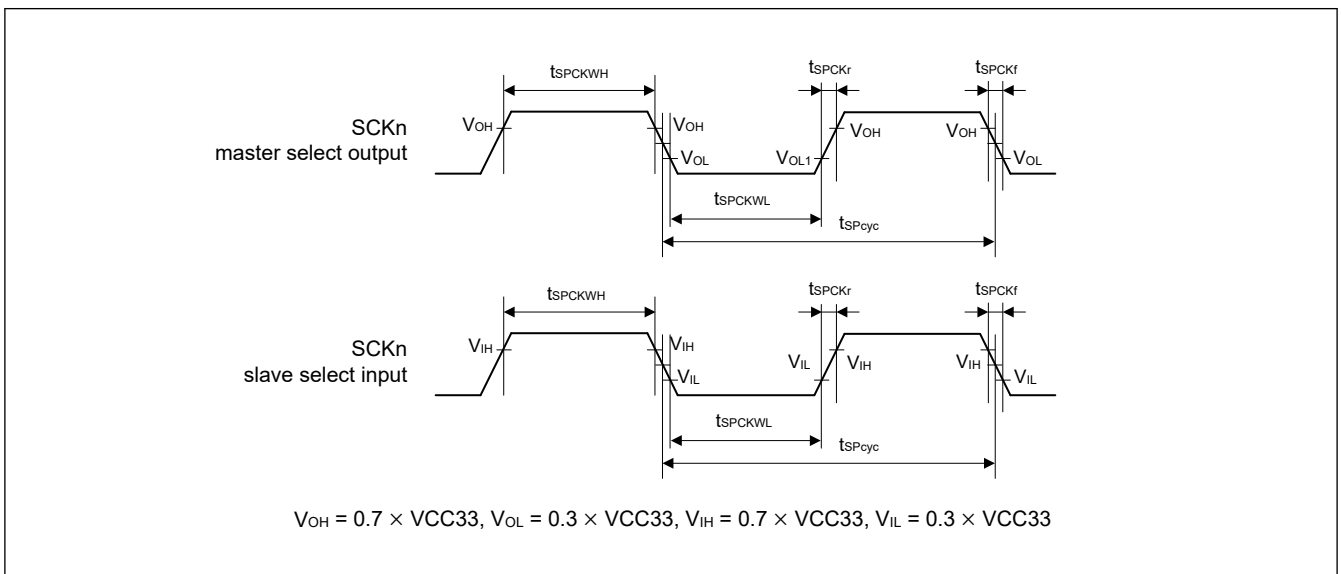 tSPCKWH
tSPCKr
tSPCKf
SCKn
master select output
VOH
VOH
VOL
VOL1
VOH
VOH
VOL
tSPCKWL
tSPcyc
tSPCKWH
tSPCKr
tSPCKf
SCKn
slave select input
VIH
VIH
VIL
VIL
VIH
VIH
VIL
tSPCKWL
tSPcyc
VOH = 0.7 × VCC33, VOL = 0.3 × VCC33, VIH = 0.7 × VCC33, VIL = 0.3 × VCC33